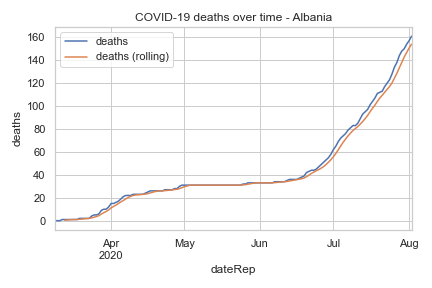 COVID-19 deaths over time - Albania
deaths
deaths (rolling)
deaths
160
140
120
100
80
60
40
20
0
Apr
2020
May
Jun
Jul
Aug
dateRep